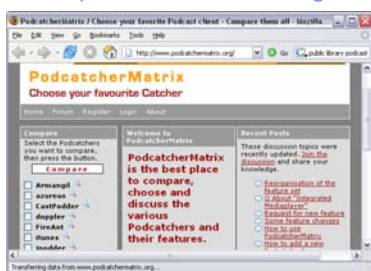 PodcatcherMatrix / Choose your favorite Podcast client - Compare them all - Mozilla...
File Edit View Go Bookmarks Tools Help
http://www.podcatchermatrix.org/
Go
public library podcast
PodcatcherMatrix
Choose your favourite Catcher
Home Forum Register Login About
Compare
Select the Podcatchers
you want to compare,
then press the button.
Compare
Armangil
azureus
CastPodder
doppler
FireAnt
itunes
ipodder
Welcome to
PodcatcherMatrix
PodcatcherMatrix
is the best place
to compare,
choose and
discuss the
various
Podcatchers and
their features.
Recent Posts
These discussion topics were
recently updated. Join the
discussion and share your
knowledge.
Reorganisation of the
feature set
Q About "Integrated
Mediaplayer"
Request for new feature
Some feature changes
How to use
PodcatcherMatrix
How to add a new
Transferring data from www.podcatchermatrix.org...